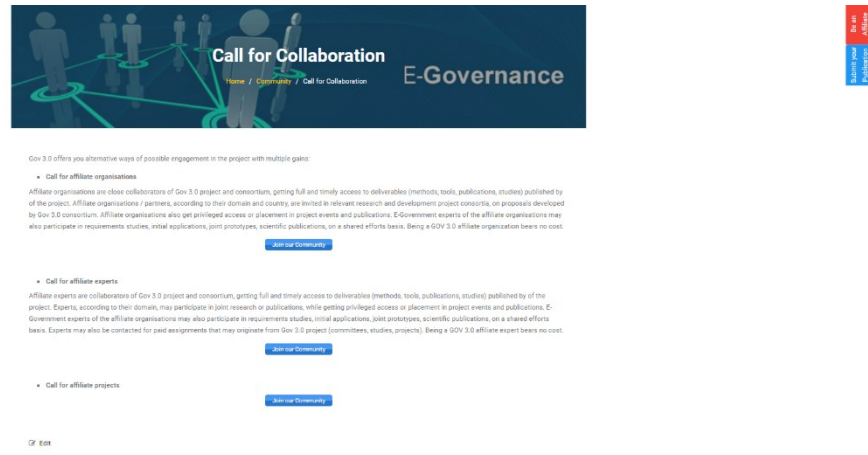 Call for Collaboration
Home / Community / Call for Collaboration
E-Governance
Be an
Affiliate
Submit your
Publication
Gov 3.0 offers you alternative ways of possible engagement in the project with multiple gains:
Call for affiliate organisations
Affiliate organisations are close collaborators of Gov 3.0 project and consortium, getting full and timely access to deliverables (methods, tools, publications, studies) published by
of the project. Affiliate organisations / partners, according to their domain and country, are invited in relevant research and development project consortia, on proposals developed
by Gov 3.0 consortium. Affiliate organisations also get privileged access or placement in project events and publications. E-Government experts of the affiliate organisations may
also participate in requirements studies, initial applications, joint prototypes, scientific publications, on a shared efforts basis. Being a GOV 3.0 affiliate organization bears no cost.
Join our Community
Call for affiliate experts
Affiliate experts are collaborators of Gov 3.0 project and consortium, getting full and timely access to deliverables (methods, tools, publications, studies) published by of the
project. Experts, according to their domain, may participate in joint research or publications, while getting privileged access or placement in project events and publications. E-
Government experts of the affiliate organisations may also participate in requirements studies, initial applications, joint prototypes, scientific publications, on a shared efforts
basis. Experts may also be contacted for paid assignments that may originate from Gov 3.0 project (committees, studies, projects). Being a GOV 3.0 affiliate expert bears no cost.
Join our Community
Call for affiliate projects
Join our Community
Edit